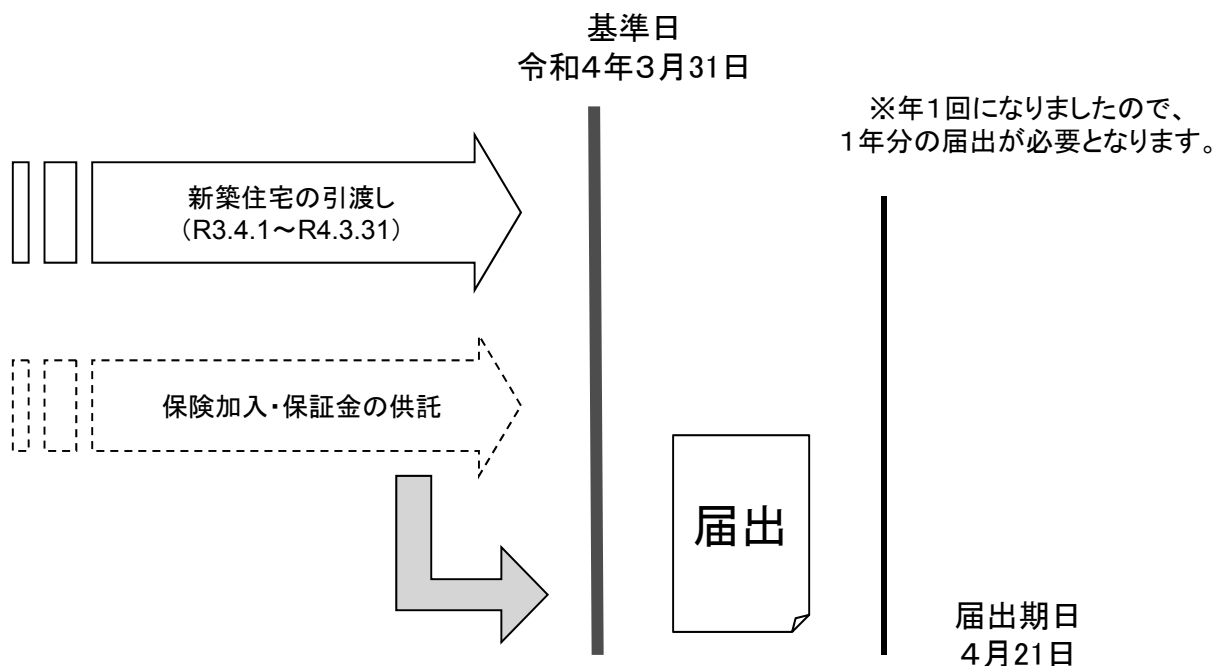 基準日
令和４年３月31日
※年１回になりましたので、
１年分の届出が必要となります。
新築住宅の引渡し
（R3.4.1～R4.3.31）
保険加入・保証金の供託
届出
届出期日
４月21日